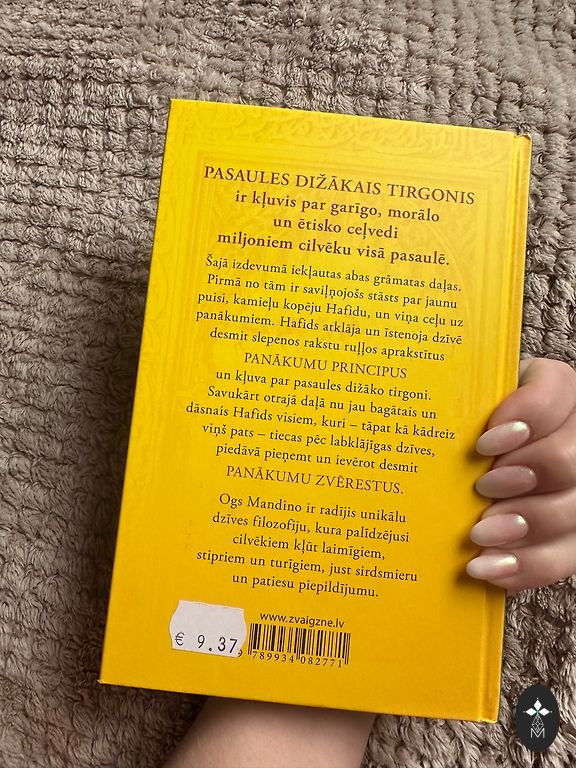 PASAULES DIŽĀKAIS TIRGONIS
ir kļuvis par garīgo, morālo
un ētisko ceļvedi
miljoniem cilvēku visā pasaulē.
Šajā izdevumā iekļautas abas grāmatas daļas.
Pirmā no tām ir saviļņojošs stāsts par jaunu
puisi, kamieļu kopēju Hafidu, un viņa ceļu uz
panākumiem. Hafids atklāja un īstenoja dzīvē
desmit slepenos rakstu ruļļos aprakstītus
PANĀKUMU PRINCIPUS
un kļuva par pasaules dižāko tirgoni.
Savukārt otrajā daļā nu jau bagātais un
dāsnais Hafids visiem, kuri – tāpat kā kādreiz
viņš pats – tiecas pēc labklājīgas dzīves,
piedāvā pieņemt un ievērot desmit
PANĀKUMU ZVĒRESTUS.
Ogs Mandino ir radījis unikālu
dzīves filozofiju, kura palīdzējusi
cilvēkiem kļūt laimīgiem,
stipriem un turīgiem, just sirdsmieru
un patiesu piepildījumu.
www.zvaigzne.lv
€ 9.37
9 789934 082771
M